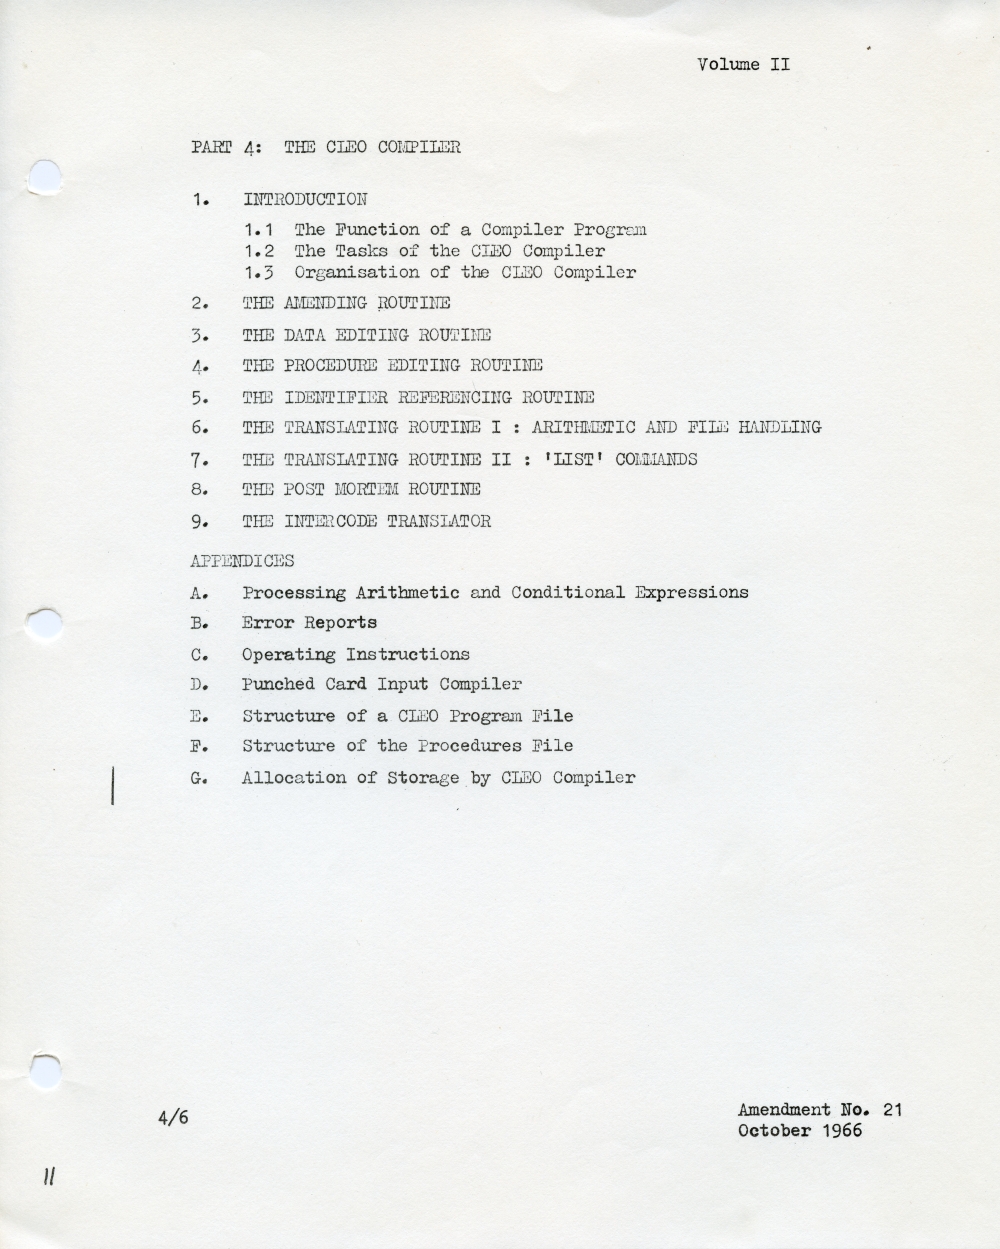 Volume II
PART 4: THE CLEO COMPILER
1. INTRODUCTION
1.1 The Function of a Compiler Program
1.2 The Tasks of the CLEO Compiler
1.3 Organisation of the CLEO Compiler
2. THE AMENDING ROUTINE
3. THE DATA EDITING ROUTINE
4. THE PROCEDURE EDITING ROUTINE
5. THE IDENTIFIER REFERENCING ROUTINE
6. THE TRANSLATING ROUTINE I : ARITHMETIC AND FILE HANDLING
7. THE TRANSLATING ROUTINE II : 'LIST' COMMANDS
8. THE POST MORTEM ROUTINE
9. THE INTERCODE TRANSLATOR
APPENDICES
A. Processing Arithmetic and Conditional Expressions
B. Error Reports
C. Operating Instructions
D. Punched Card Input Compiler
E. Structure of a CLEO Program File
F. Structure of the Procedures File
G. Allocation of Storage by CLEO Compiler
4/6
Amendment No. 21
October 1966
11